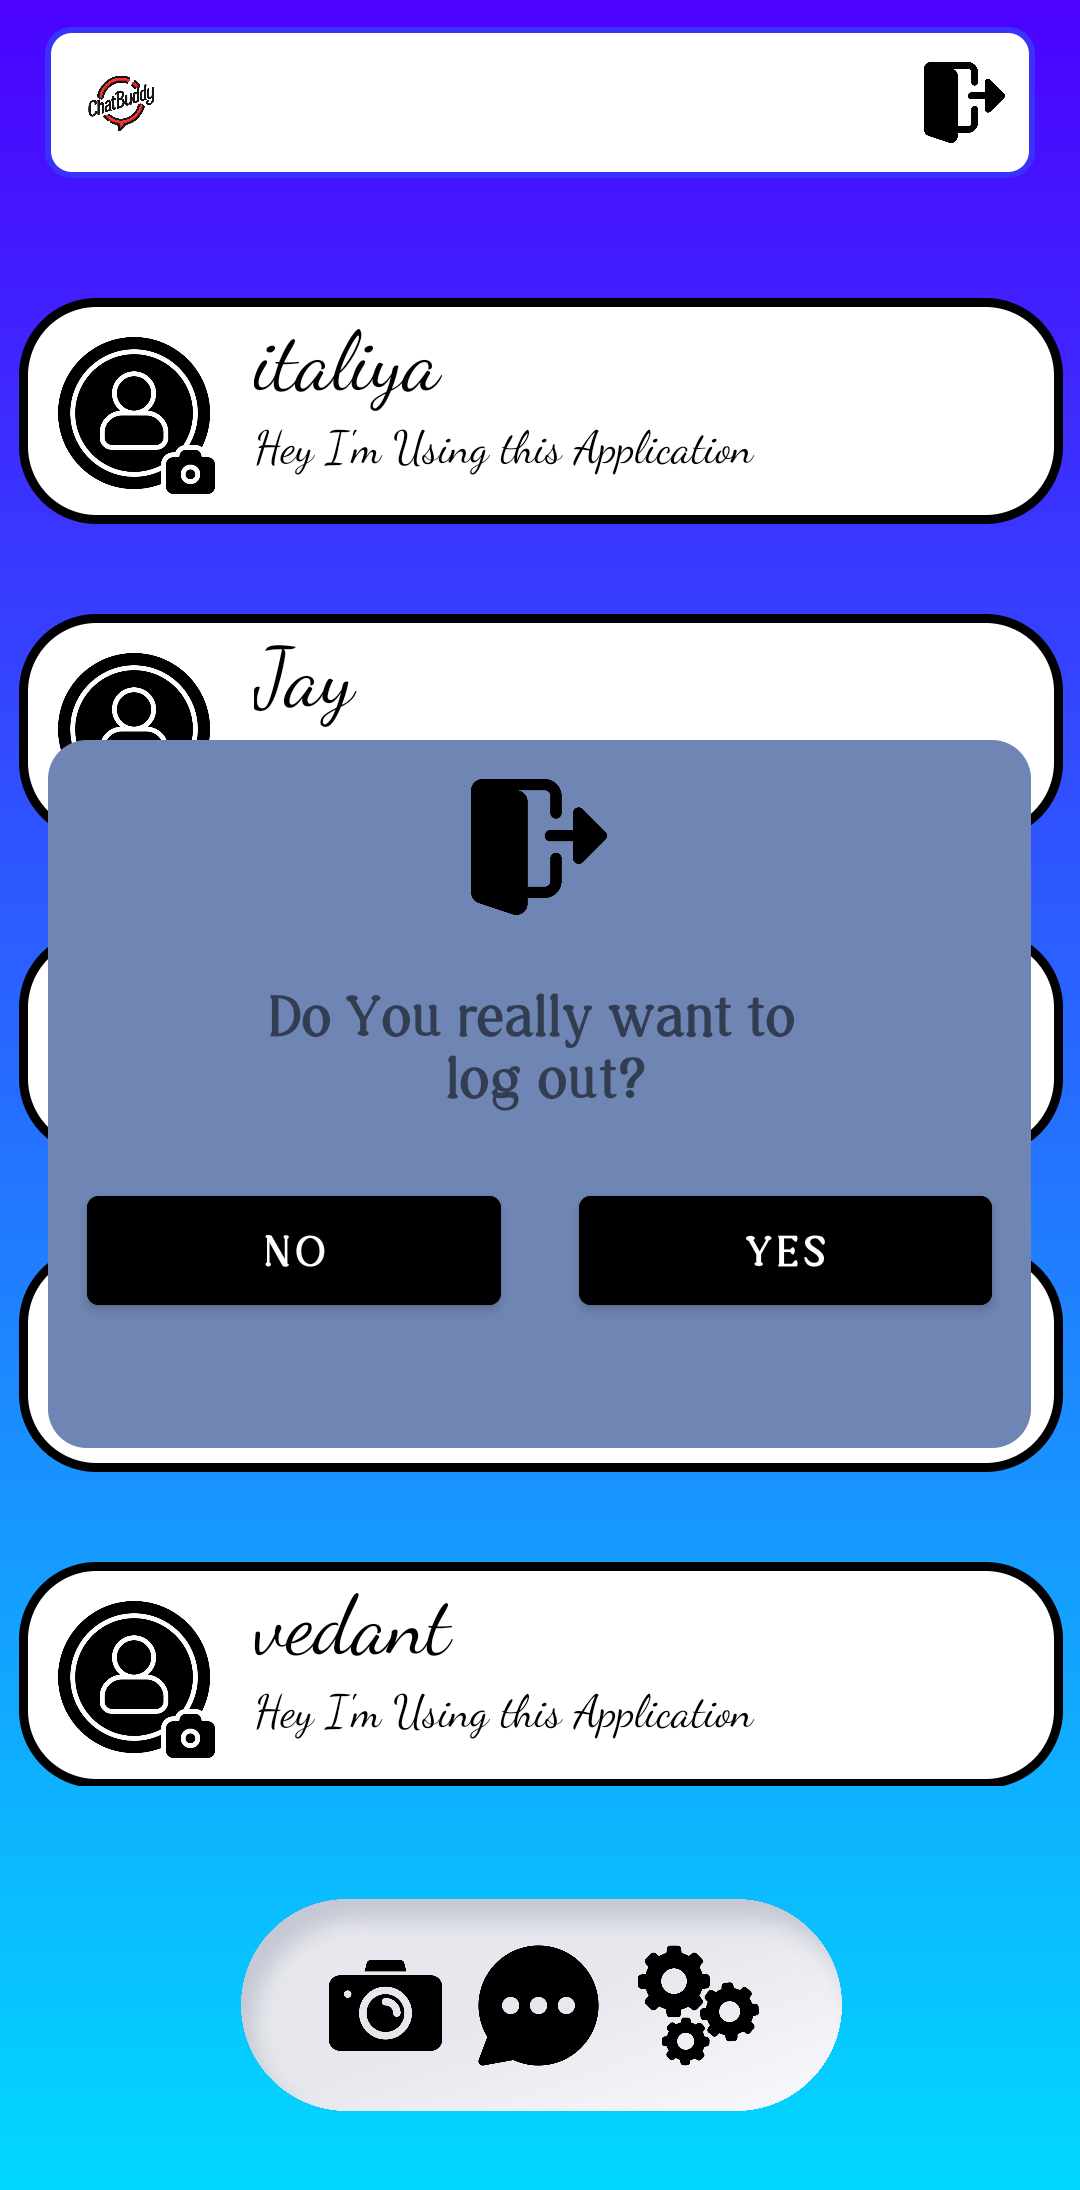 ChatBuddy
italiya
Hey I'm Using this Application
Jay
Do You really want to
log out?
NO
YES
vedant
Hey I'm Using this Application